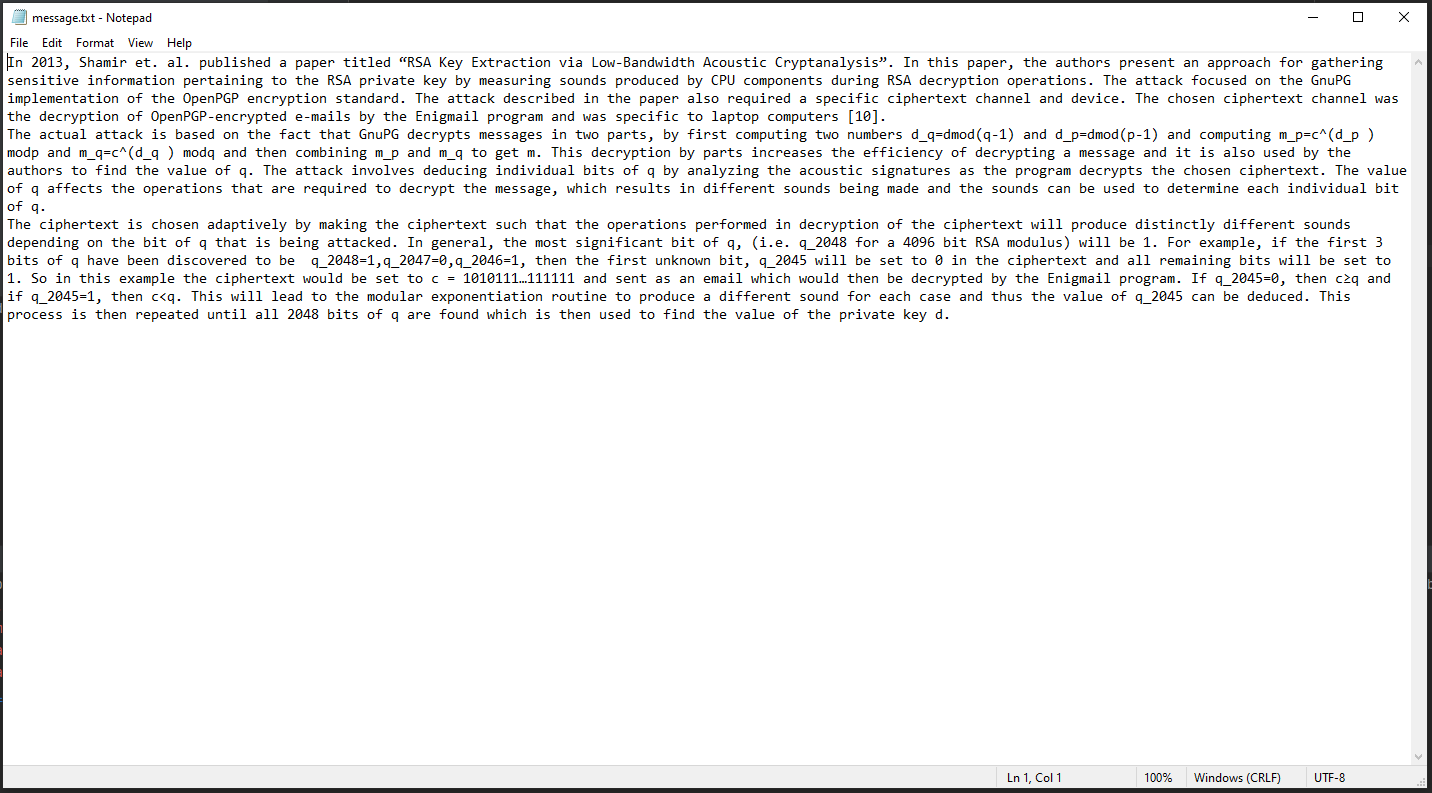 message.txt - Notepad
File Edit Format View Help
In 2013, Shamir et. al. published a paper titled “RSA Key Extraction via Low-Bandwidth Acoustic Cryptanalysis”. In this paper, the authors present an approach for gathering
sensitive information pertaining to the RSA private key by measuring sounds produced by CPU components during RSA decryption operations. The attack focused on the GnuPG
implementation of the OpenPGP encryption standard. The attack described in the paper also required a specific ciphertext channel and device. The chosen ciphertext channel was
the decryption of OpenPGP-encrypted e-mails by the Enigmail program and was specific to laptop computers [10].
The actual attack is based on the fact that GnuPG decrypts messages in two parts, by first computing two numbers d_q=dmod(q-1) and d_p=dmod(p-1) and computing m_p=c^(d_p )
modp and m_q=c^(d_q ) modq and then combining m_p and m_q to get m. This decryption by parts increases the efficiency of decrypting a message and it is also used by the
authors to find the value of q. The attack involves deducing individual bits of q by analyzing the acoustic signatures as the program decrypts the chosen ciphertext. The value
of q affects the operations that are required to decrypt the message, which results in different sounds being made and the sounds can be used to determine each individual bit
of q.
The ciphertext is chosen adaptively by making the ciphertext such that the operations performed in decryption of the ciphertext will produce distinctly different sounds
depending on the bit of q that is being attacked. In general, the most significant bit of q, (i.e. q_2048 for a 4096 bit RSA modulus) will be 1. For example, if the first 3
bits of q have been discovered to be  q_2048=1,q_2047=0,q_2046=1, then the first unknown bit, q_2045 will be set to 0 in the ciphertext and all remaining bits will be set to
1. So in this example the ciphertext would be set to c = 1010111…111111 and sent as an email which would then be decrypted by the Enigmail program. If q_2045=0, then c≥q and
if q_2045=1, then c<q. This will lead to the modular exponentiation routine to produce a different sound for each case and thus the value of q_2045 can be deduced. This
process is then repeated until all 2048 bits of q are found which is then used to find the value of the private key d.
Ln 1, Col 1 100% Windows (CRLF) UTF-8